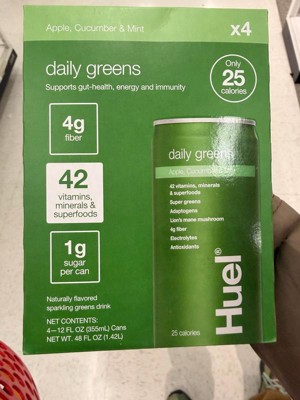 Apple, Cucumber & Mint
x4
daily greens
Supports gut-health, energy and immunity
Only
25
calories
4g
fiber
42
vitamins,
minerals &
superfoods
1g
sugar
per can
Naturally flavored
sparkling greens drink
NET CONTENTS:
4—12 FL OZ (355mL) Cans
NET WT. 48 FL OZ (1.42L)
daily greens
Apple, Cucumber &
42 vitamins, minerals
& superfoods
Super greens
Adaptogens
Lion's mane mushroom
4g fiber
Electrolytes
Antioxidants
25 calories
Huel®